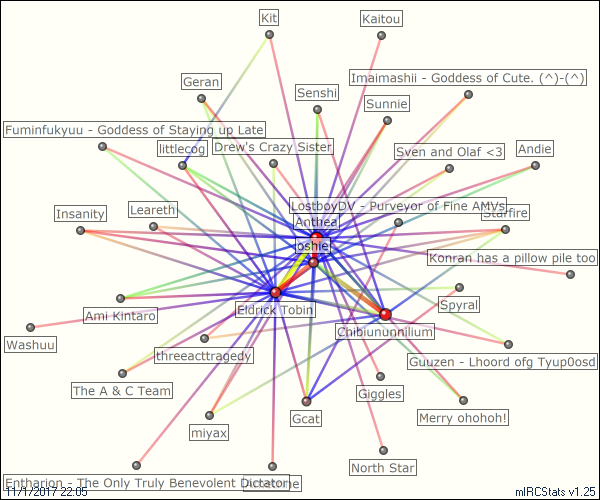 Kit
Kaitou
Imaimashii - Goddess of Cute. (^)-(^)
Geran
Senshi
Sunnie
Fuminfukyuu - Goddess of Staying up Late
littlecog
Drew's Crazy Sister
Sven and Olaf <3
Andie
LostboyDV - Purveyor of Fine AMVs
Insanity
Leareth
Anthea
Starfire
joshie
Konran has a pillow pile too
Ami Kintaro
Eldrick Tobin
Spyral
Washuu
Chibiununnilium
threeacttragedy
Guuzen - Lhoord ofg Tyup0osd
The A & C Team
Giggles
miyax
Gcat
Merry ohohoh!
North Star
Entharion - The Only Truly Benevolent Dictator
11/1/2017 22:05
mIRCStats v1.25